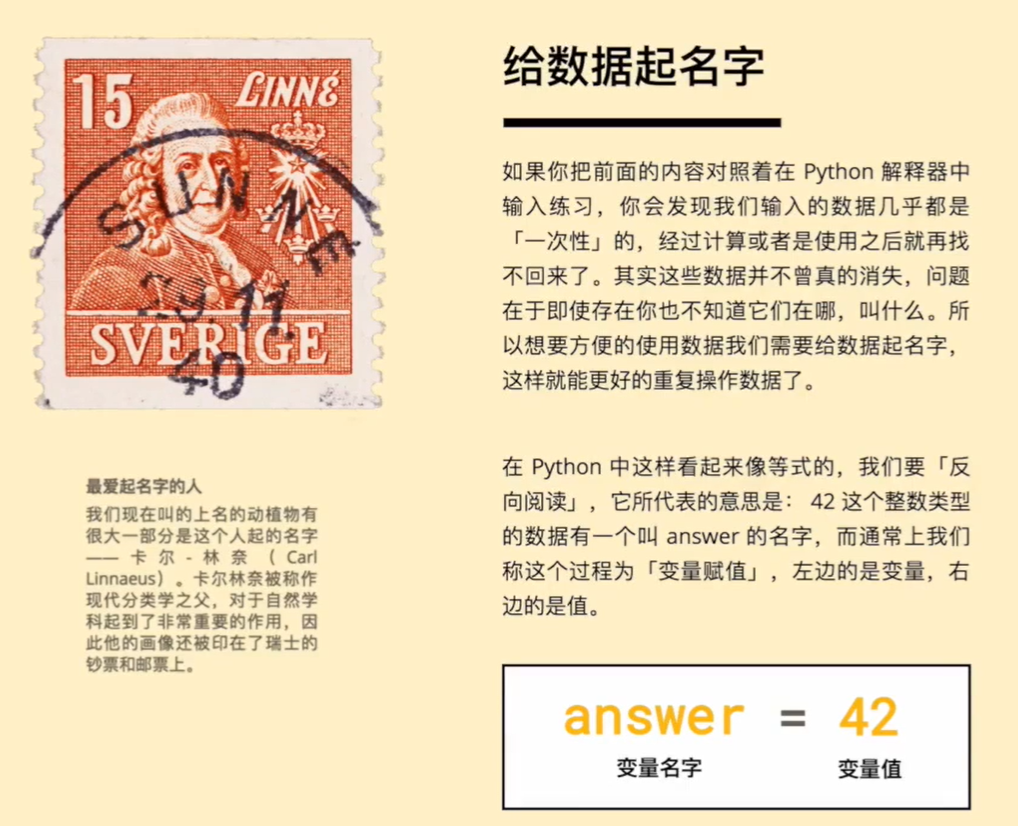 15
LINNÉ
SUNNE
29.11.
40
SVERIGE
最爱起名字的人
我们现在叫的上名的动植物有
很大一部分是这个人起的名字
—— 卡 尔 - 林 奈 （ Carl
Linnaeus）。卡尔林奈被称作
现代分类学之父，对于自然学
科起到了非常重要的作用，因
此他的画像还被印在了瑞士的
钞票和邮票上。
给数据起名字
如果你把前面的内容对照着在 Python 解释器中
输入练习，你会发现我们输入的数据几乎都是
「一次性」的，经过计算或者是使用之后就再找
不回来了。其实这些数据并不曾真的消失，问题
在于即使存在你也不知道它们在哪，叫什么。所
以想要方便的使用数据我们需要给数据起名字，
这样就能更好的重复操作数据了。
在 Python 中这样看起来像等式的，我们要「反
向阅读」，它所代表的意思是： 42 这个整数类型
的数据有一个叫 answer 的名字，而通常上我们
称这个过程为「变量赋值」，左边的是变量，右
边的是值。
answer = 42
变量名字 变量值